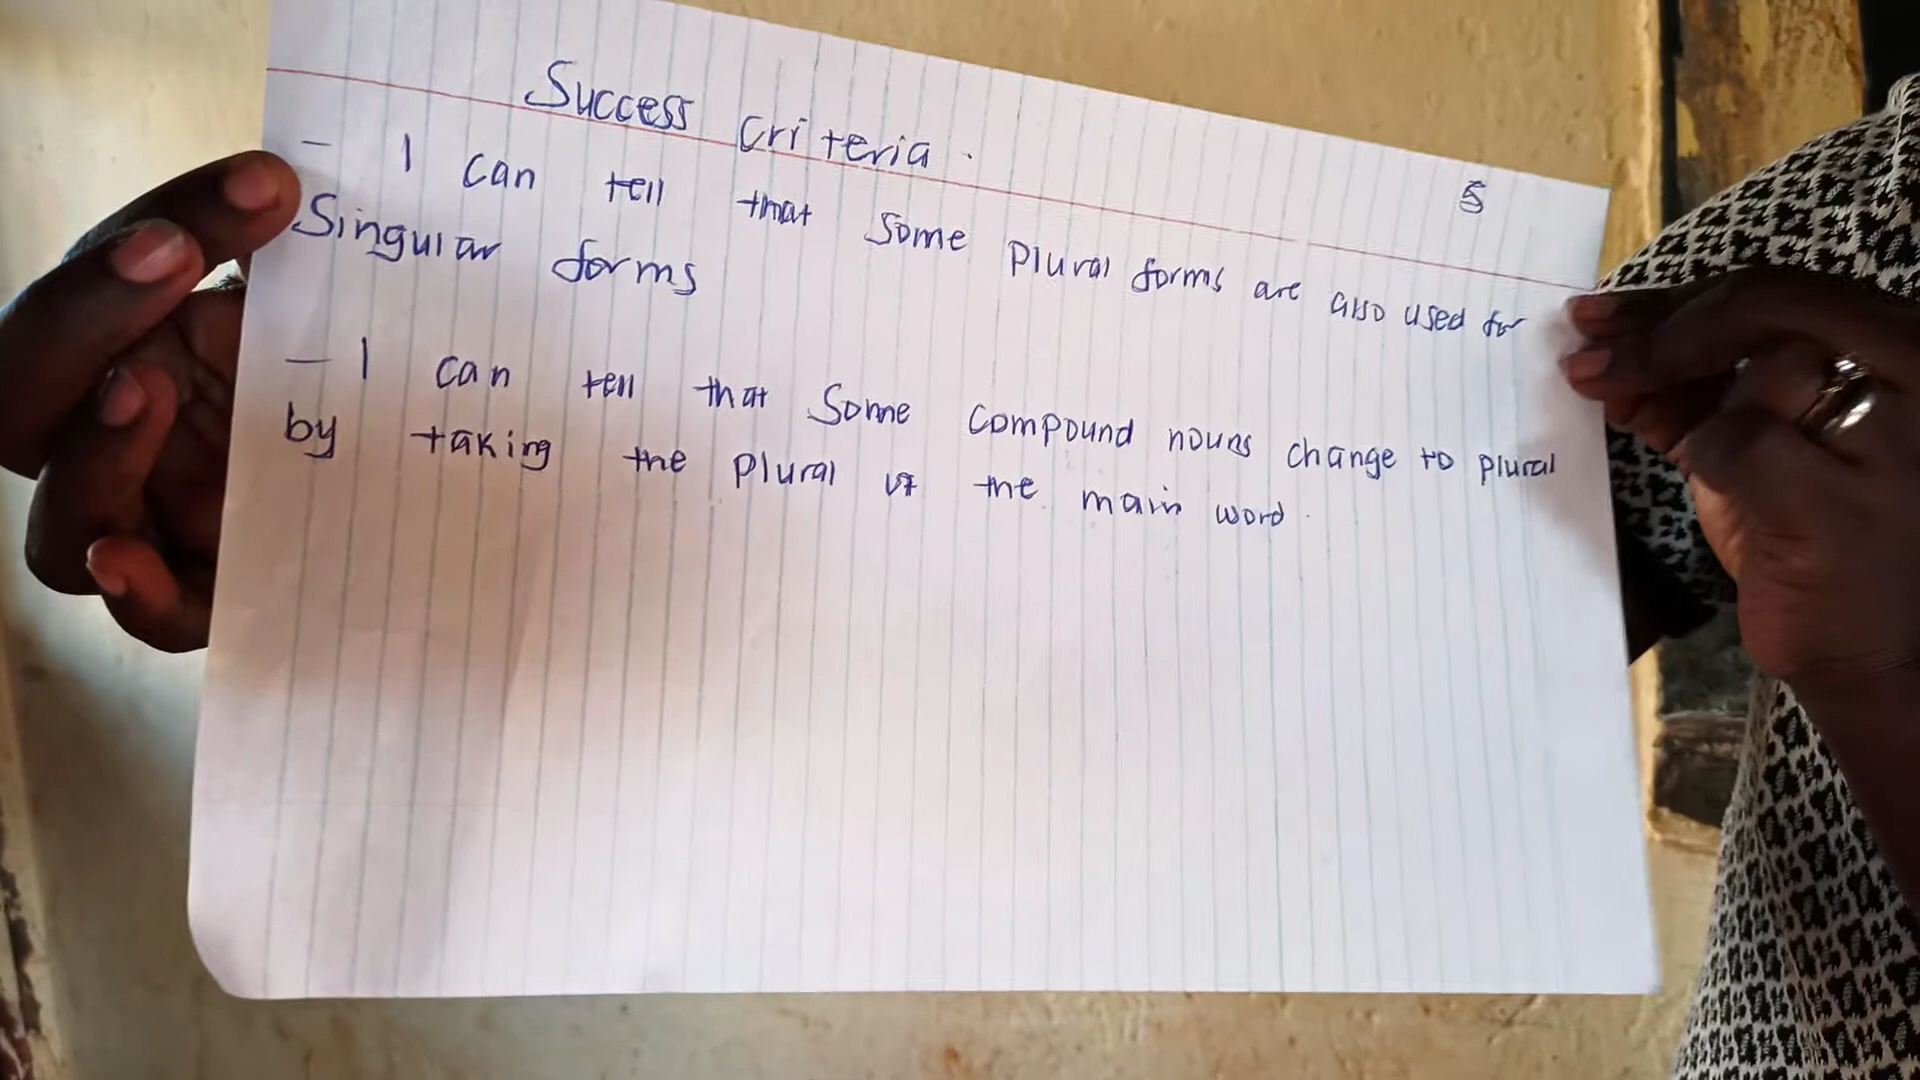 Success criteria.
5
- I can tell that some plural forms are also used for
Singular forms
- I can tell that Some compound nouns change to plural
by taking the plural of the main word.